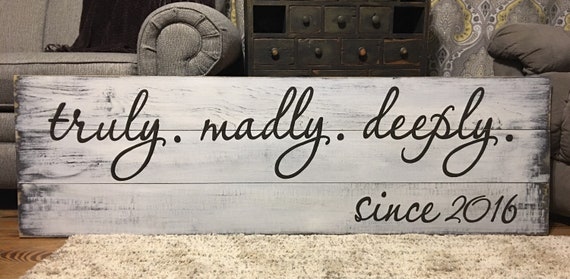 truly. madly. deeply.
since 2016